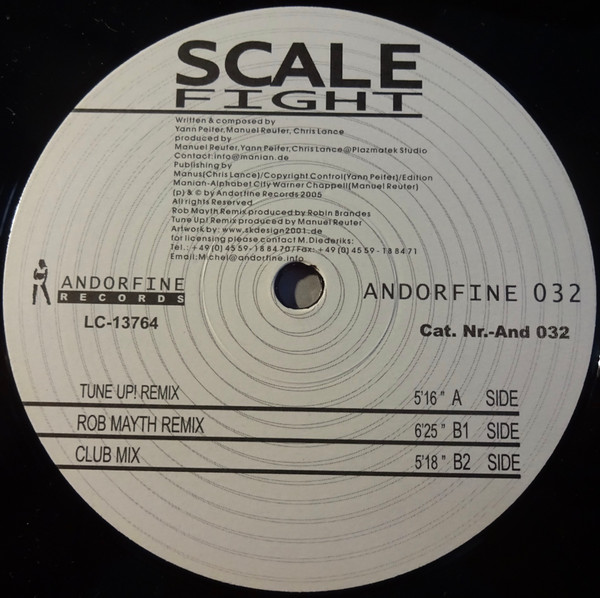 SCALE
FIGHT
Written & composed by
Yann Peifer, Manuel Reuter, Chris Lance
produced by
Manuel Reuter, Yann Peifer, Chris Lance@Plazmatek Studio
Contact:info@manian.de
Publishing by
Manus(Chris Lance)/Copyright Control(Yann Peifer)/Edition
Manian-Alphabet City Warner Chappell(Manuel Reuter)
(p) & © by Andorfine Records 2005
All rights Reserved
Rob Mayth Remix produced by Robin Brandes
Tune Up! Remix produced by Manuel Reuter
Artwork by: www.skdesign2001.de
for licensing please contact M.Diederiks:
Tel.: +49(0)4559-18 84 70/ Fax: +49(0)4559-18 84 71
Email:Michel@andorfine.info
ANDORFINE
RECORDS
LC-13764
ANDORFINE 032
Cat. Nr.-And 032
TUNE UP! REMIX 5'16" A SIDE
ROB MAYTH REMIX 6'25" B1 SIDE
CLUB MIX 5'18" B2 SIDE